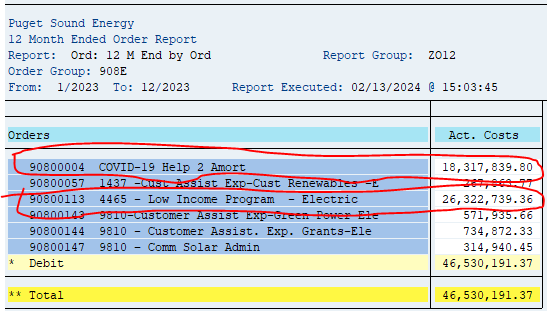 Puget Sound Energy
12 Month Ended Order Report
Report: Ord: 12 M End by Ord Report Group: ZO12
Order Group: 908E
From: 1/2023 To: 12/2023 Report Executed: 02/13/2024 @ 15:03:45
Orders Act. Costs
90800004 COVID-19 Help 2 Amort 18,317,839.80
90800057 1437 -Cust Assist Exp-Cust Renewables -E 267,863.77
90800113 4465 - Low Income Program - Electric 26,322,739.36
90800143 9810-Customer Assist Exp-Green Power Ele 571,935.66
90800144 9810 - Customer Assist. Exp. Grants-Ele 734,872.33
90800147 9810 - Comm Solar Admin 314,940.45
* Debit 46,530,191.37
** Total 46,530,191.37